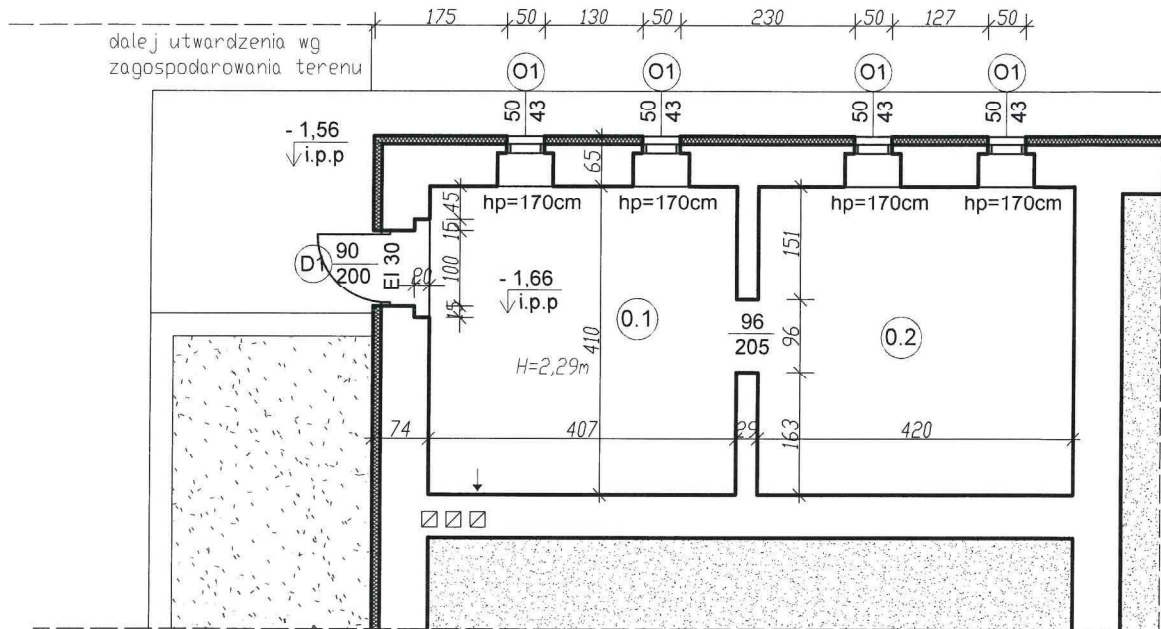 175 50 130 50 230 50 127 50
dalej utwardzenia wg
zagospodarowania terenu
O1 O1 O1 O1
50 43 50 43 50 43 50 43
- 1,56
i.p.p
65
hp=170cm hp=170cm hp=170cm hp=170cm
45
15
100
15
D1 90
200
EI 30
20
- 1,66
i.p.p
0.1
410
H=2,29m
151
96
205
96
0.2
163
74 407 29 420